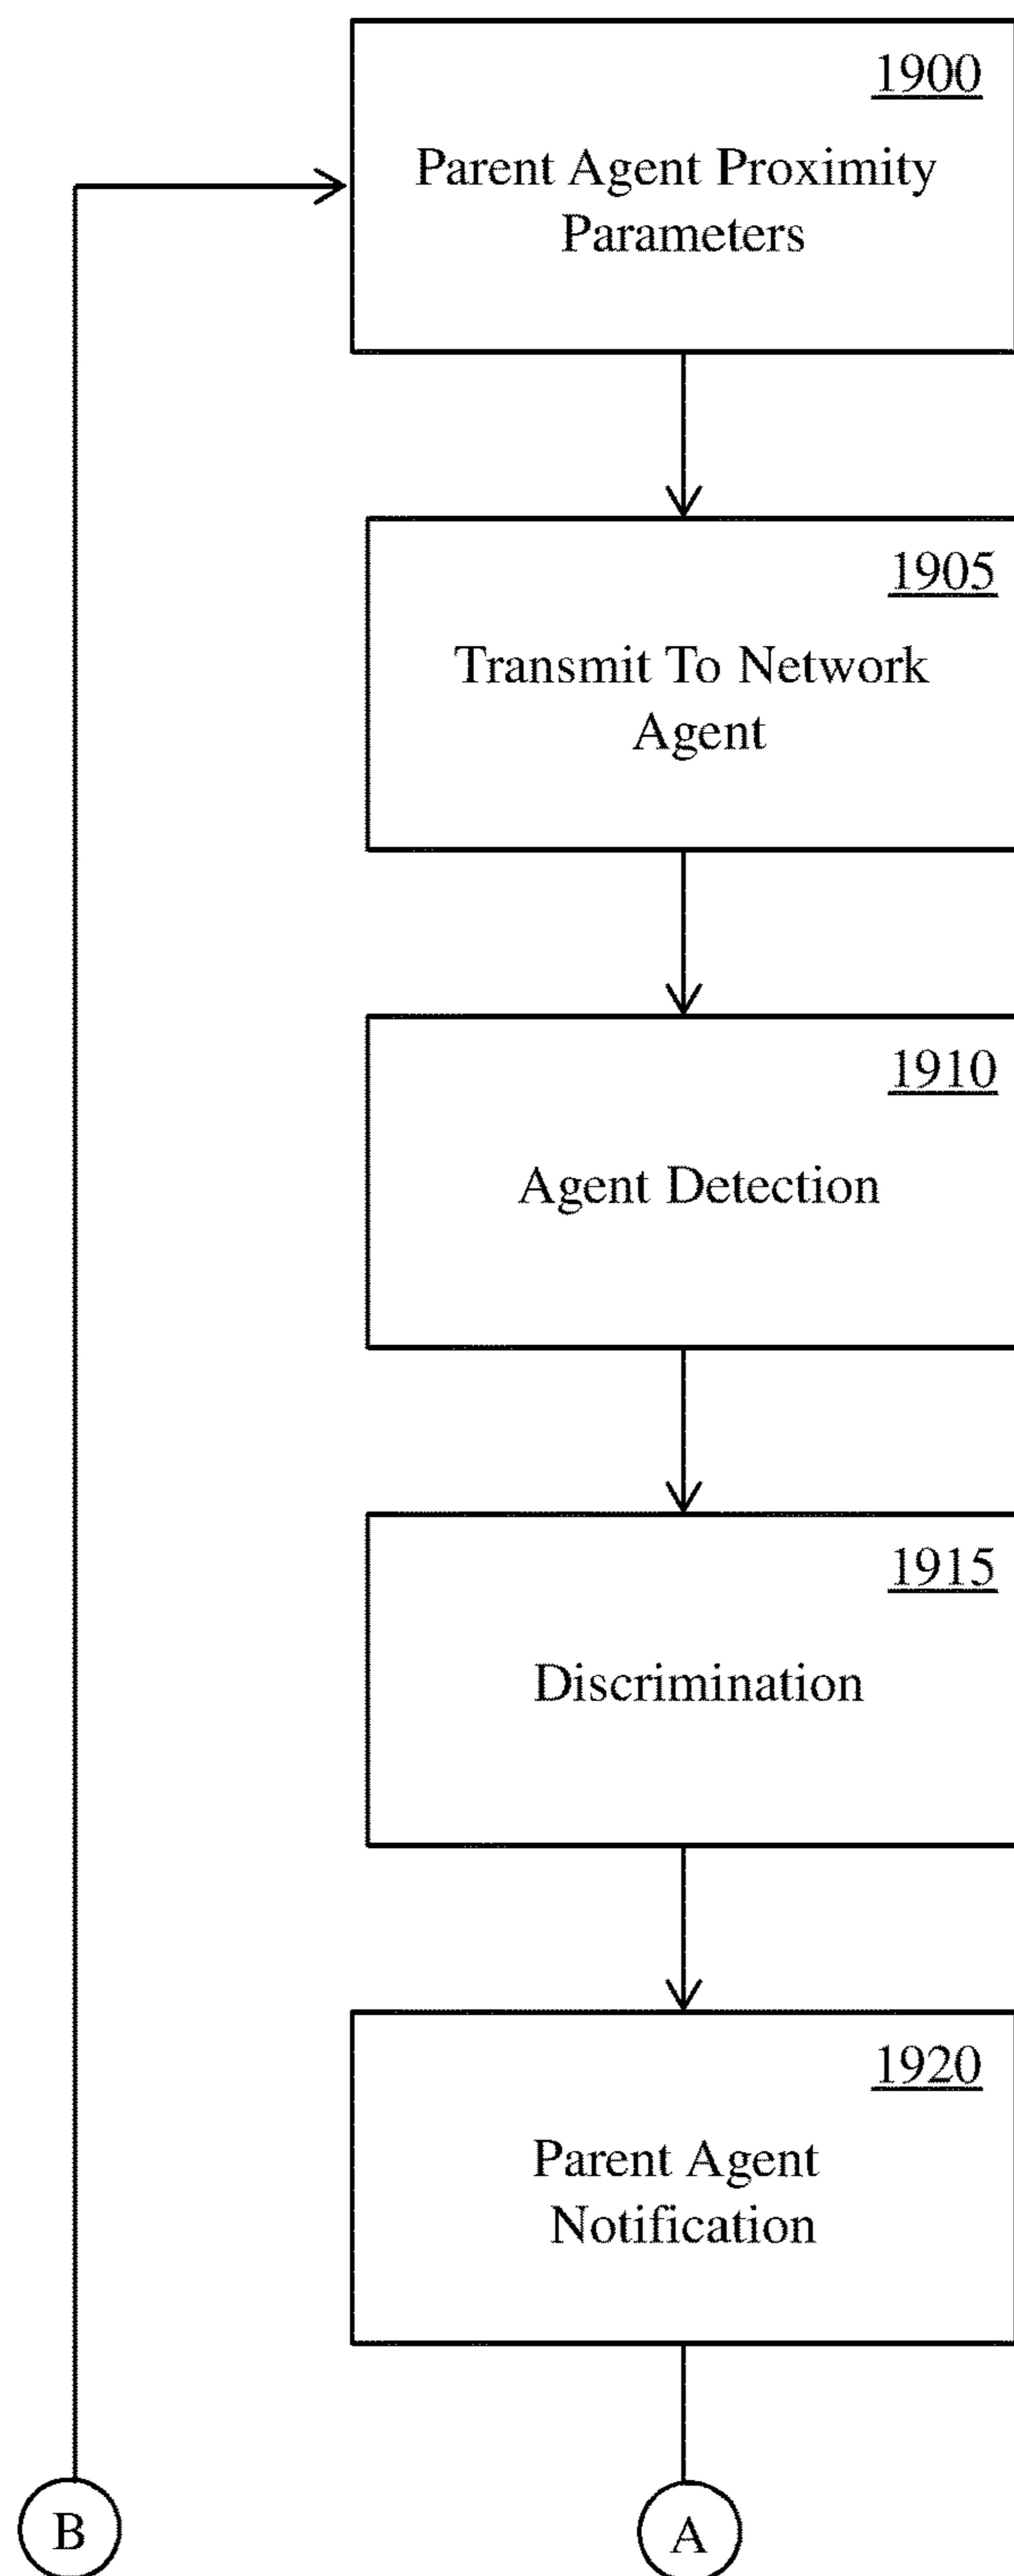 1900
Parent Agent Proximity
Parameters
1905
Transmit To Network
Agent
1910
Agent Detection
1915
Discrimination
1920
Parent Agent
Notification
B
A